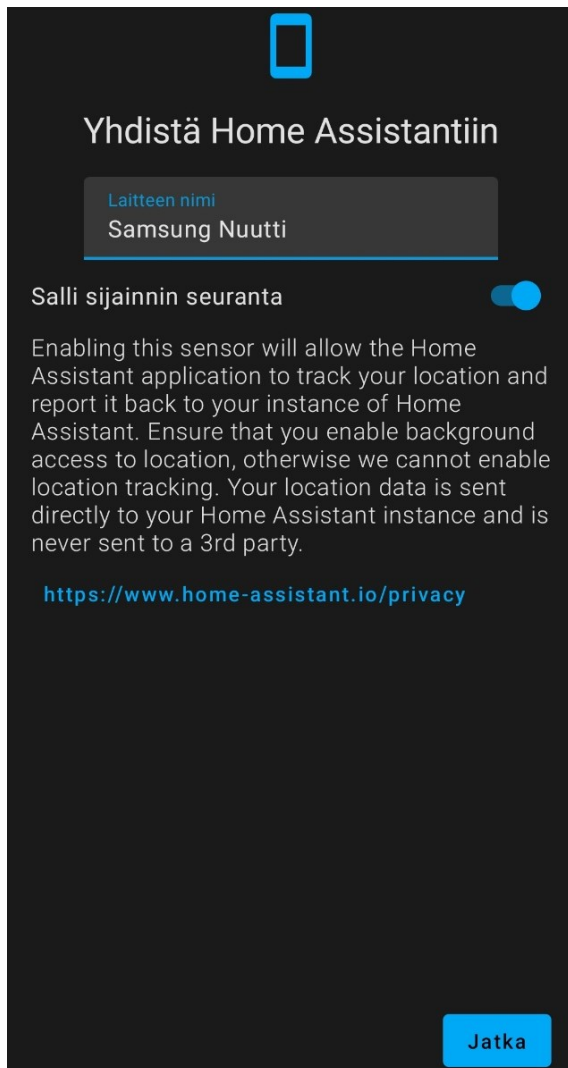 Yhdistä Home Assistantiin
Laitteen nimi
Samsung Nuutti
Salli sijainnin seuranta
Enabling this sensor will allow the Home
Assistant application to track your location and
report it back to your instance of Home
Assistant. Ensure that you enable background
access to location, otherwise we cannot enable
location tracking. Your location data is sent
directly to your Home Assistant instance and is
never sent to a 3rd party.
https://www.home-assistant.io/privacy
Jatka